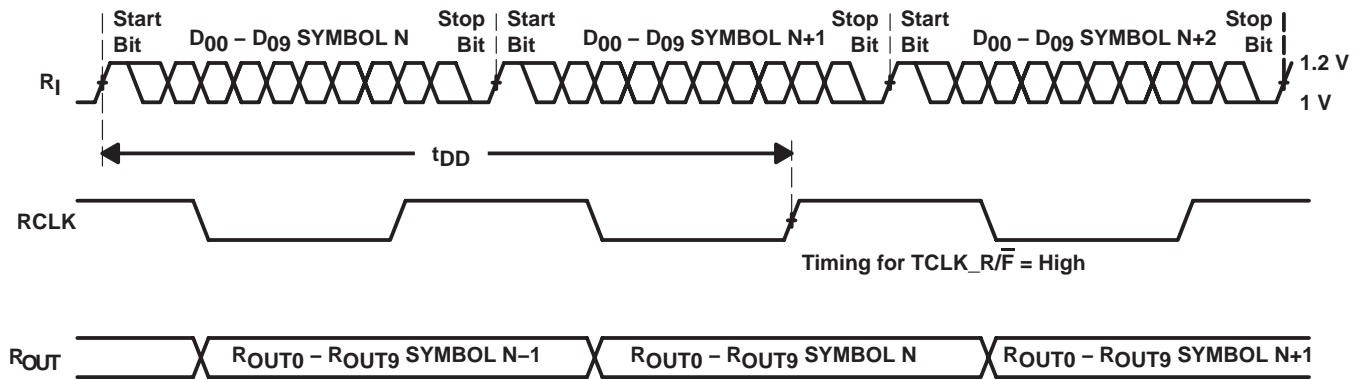 Start Bit D00 – D09 SYMBOL N Stop Bit Start Bit D00 – D09 SYMBOL N+1 Stop Bit Start Bit D00 – D09 SYMBOL N+2 Stop Bit
RI
1.2 V
1 V
tDD
RCLK
Timing for TCLK_R/F̅ = High
ROUT ROUT0 – ROUT9 SYMBOL N–1 ROUT0 – ROUT9 SYMBOL N ROUT0 – ROUT9 SYMBOL N+1